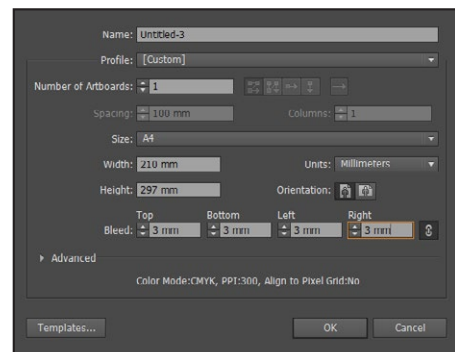 Name: Untitled-3
Profile: [Custom]
Number of Artboards: 1
Spacing: 100 mm Columns: 1
Size: A4
Width: 210 mm Units: Millimeters
Height: 297 mm Orientation:
Top Bottom Left Right
Bleed: 3 mm 3 mm 3 mm 3 mm
Advanced
Color Mode:CMYK, PPI:300, Align to Pixel Grid:No
Templates... OK Cancel